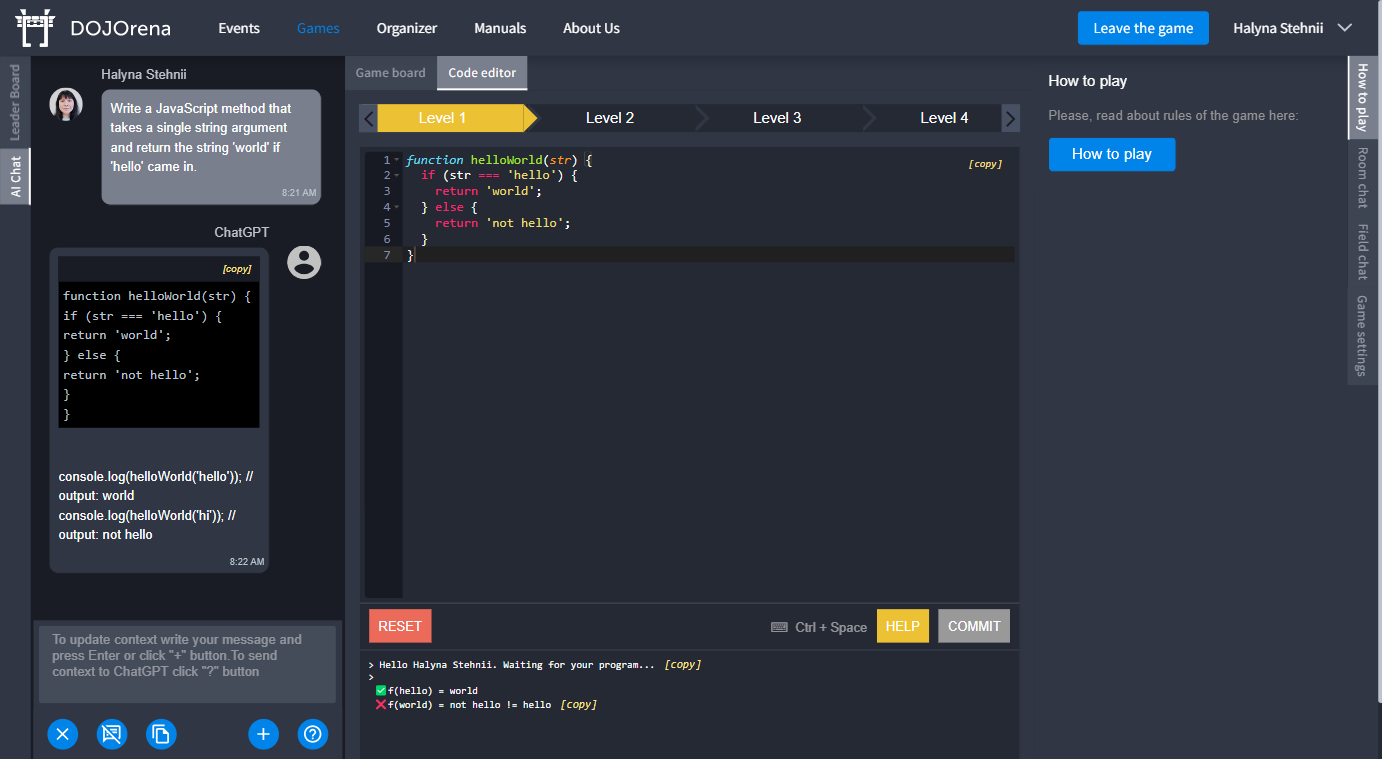 DOJOrena
Events
Games
Organizer
Manuals
About Us
Leave the game
Halyna Stehnii
Leader Board
AI Chat
Halyna Stehnii
Write a JavaScript method that
takes a single string argument
and return the string 'world' if
'hello' came in.
8:21 AM
ChatGPT
[copy]
function helloWorld(str) {
if (str === 'hello') {
return 'world';
} else {
return 'not hello';
}
}
console.log(helloWorld('hello')); //
output: world
console.log(helloWorld('hi')); //
output: not hello
8:22 AM
To update context write your message and
press Enter or click "+" button.To send
context to ChatGPT click "?" button
Game board
Code editor
Level 1
Level 2
Level 3
Level 4
[copy]
1 function helloWorld(str) {
2 if (str === 'hello') {
3 return 'world';
4 } else {
5 return 'not hello';
6 }
7 }
RESET
Ctrl + Space
HELP
COMMIT
> Hello Halyna Stehnii. Waiting for your program... [copy]
>
✅f(hello) = world
❌f(world) = not hello != hello [copy]
How to play
Please, read about rules of the game here:
How to play
How to play
Room chat
Field chat
Game settings